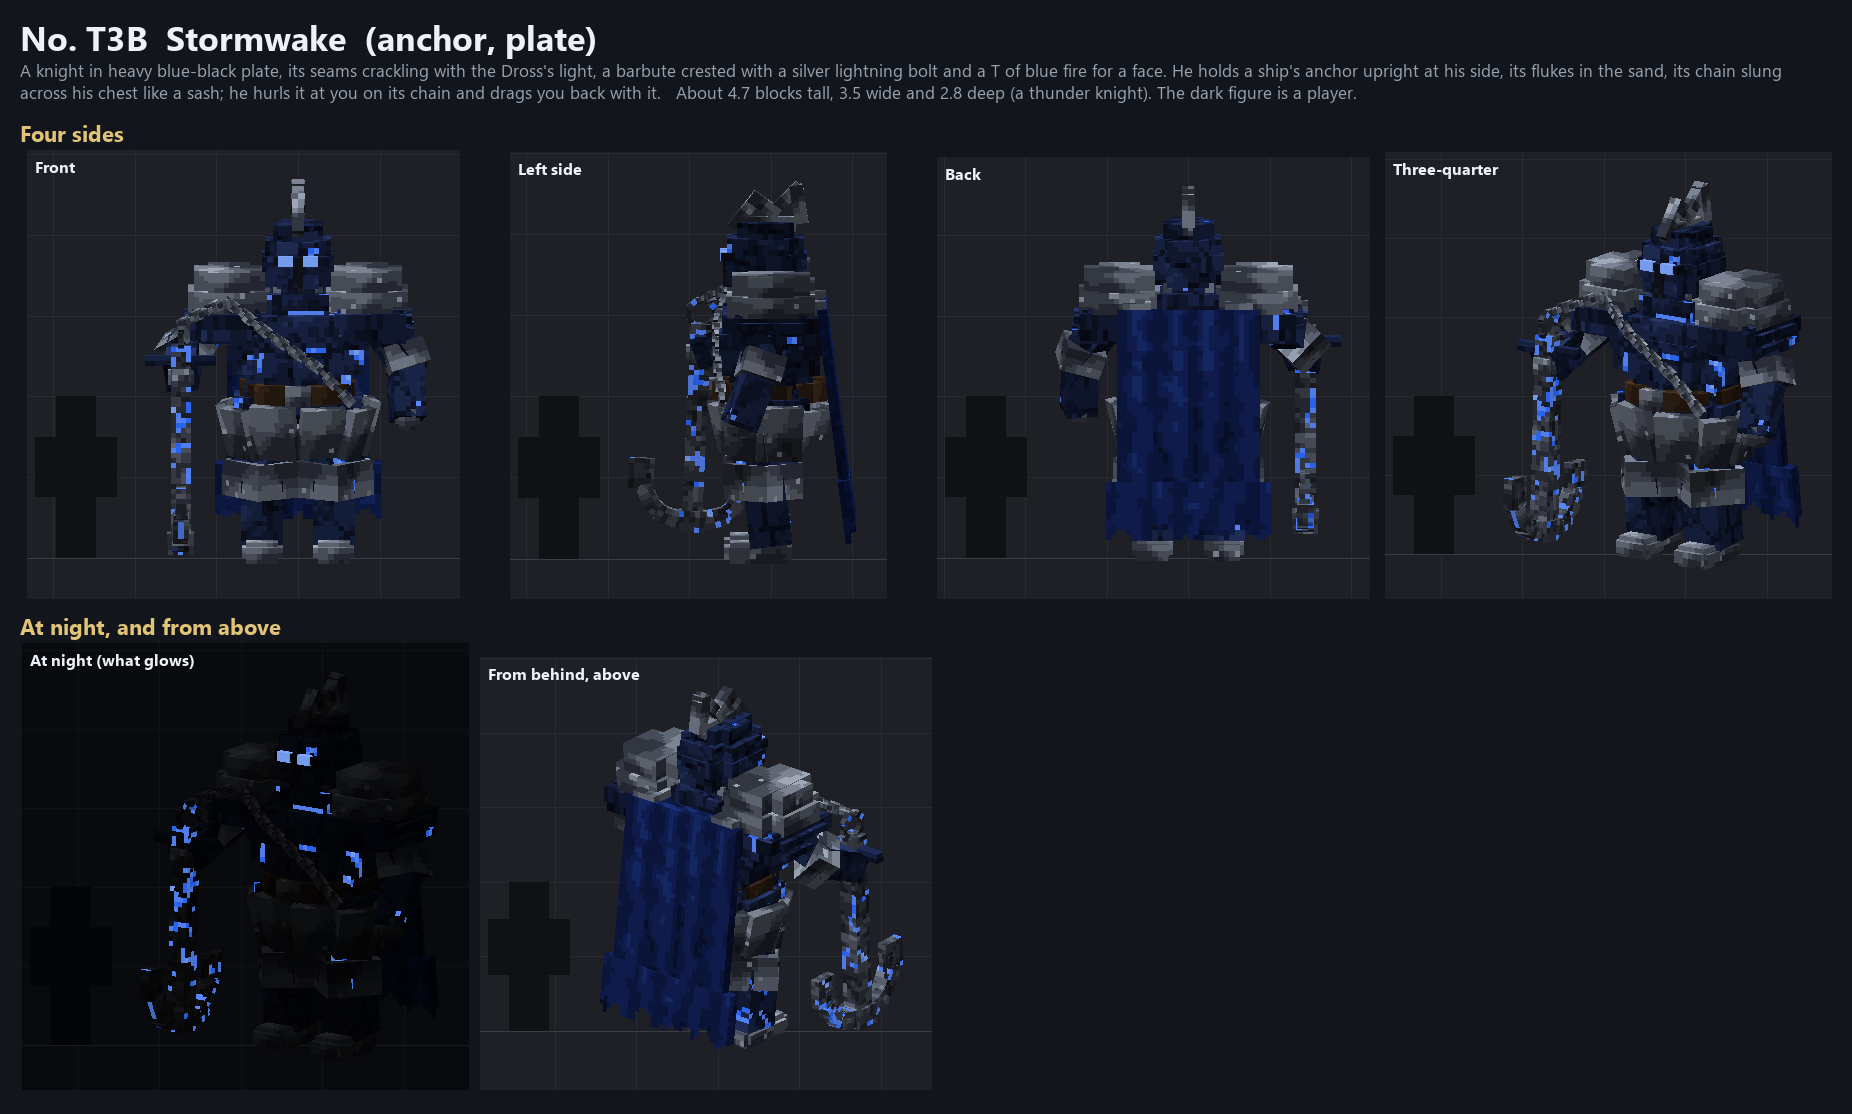 No. T3B  Stormwake  (anchor, plate)
A knight in heavy blue-black plate, its seams crackling with the Dross's light, a barbute crested with a silver lightning bolt and a T of blue fire for a face. He holds a ship's anchor upright at his side, its flukes in the sand, its chain slung
across his chest like a sash; he hurls it at you on its chain and drags you back with it.   About 4.7 blocks tall, 3.5 wide and 2.8 deep (a thunder knight). The dark figure is a player.
Four sides
Front
Left side
Back
Three-quarter
At night, and from above
At night (what glows)
From behind, above